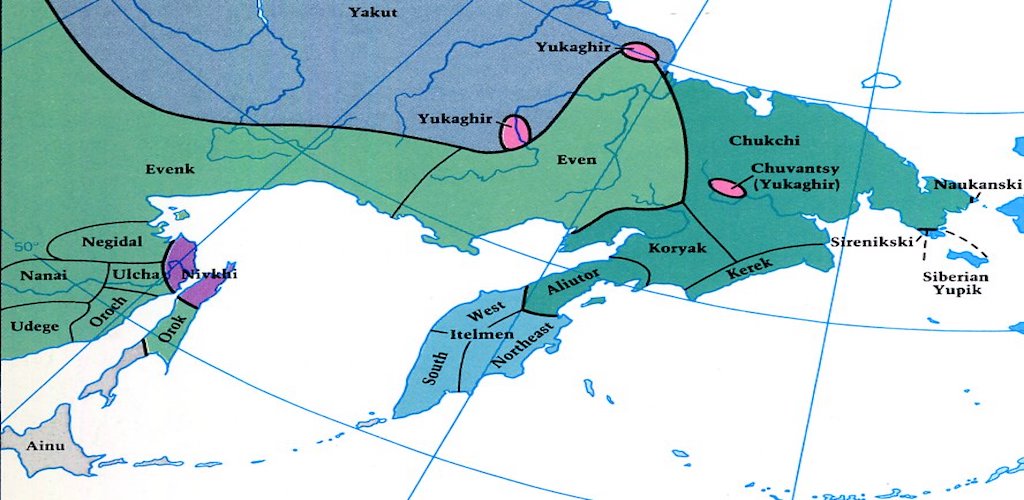 Yakut
Yukaghir
Yukaghir
Chukchi
Even
Evenk
Chuvantsy
(Yukaghir)
Naukanski
50°
Negidal
Koryak
Sirenikski
Nanai
Ulcha
Nivkhi
Kerek
Aliutor
Siberian
Yupik
Oroch
West
Udege
Orok
Itelmen
Northeast
South
Ainu